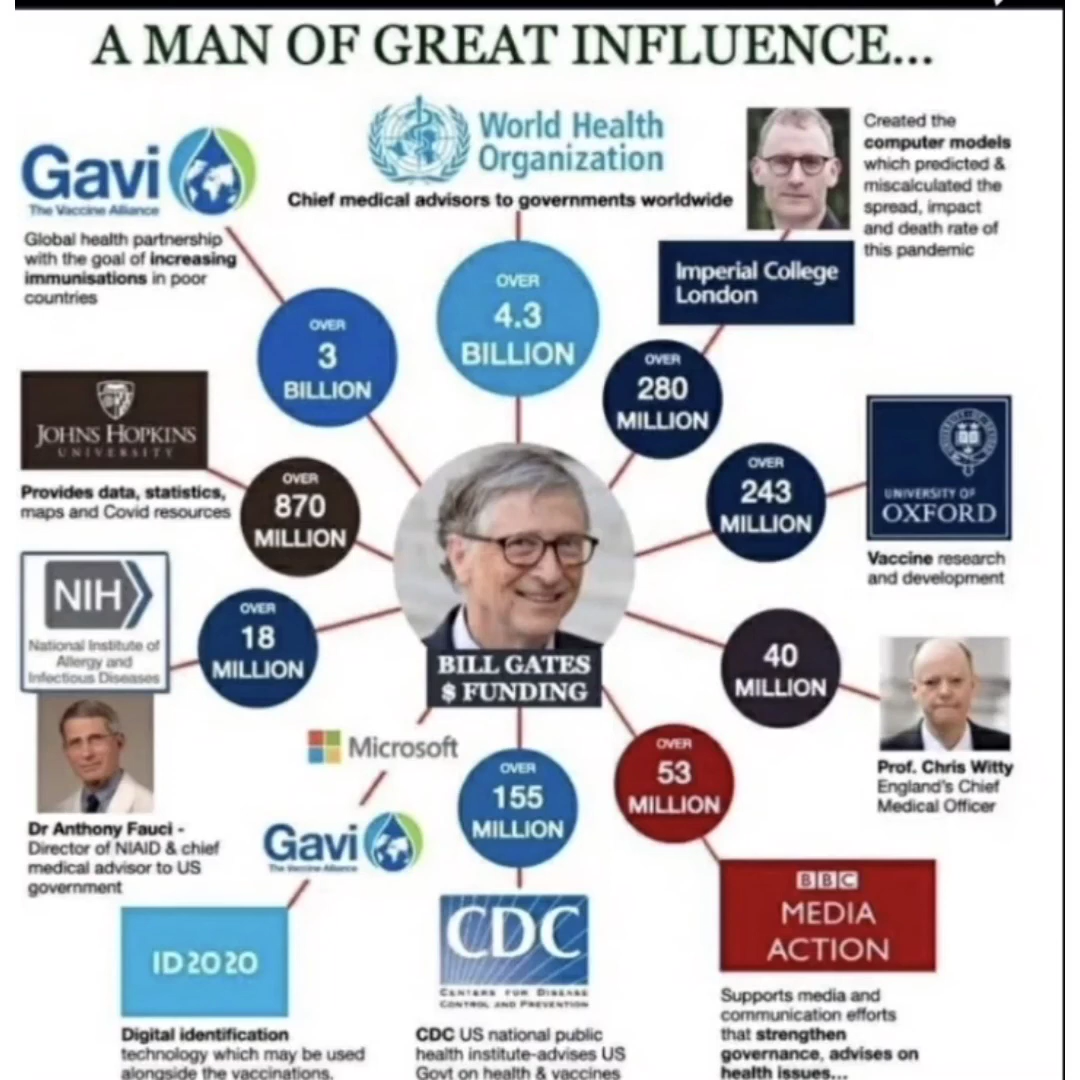 A MAN OF GREAT INFLUENCE...
Gavi
The Vaccine Alliance
Global health partnership
with the goal of increasing
immunisations in poor
countries
World Health
Organization
Chief medical advisors to governments worldwide
Created the
computer models
which predicted &
miscalculated the
spread, impact
and death rate of
this pandemic
Imperial College
London
OVER
3
BILLION
OVER
4.3
BILLION
OVER
280
MILLION
JOHNS HOPKINS
UNIVERSITY
Provides data, statistics,
maps and Covid resources
OVER
870
MILLION
OVER
243
MILLION
UNIVERSITY OF
OXFORD
Vaccine research
and development
NIH
National Institute of
Allergy and
Infectious Diseases
OVER
18
MILLION
BILL GATES
$ FUNDING
40
MILLION
Prof. Chris Witty
England's Chief
Medical Officer
Dr Anthony Fauci -
Director of NIAID & chief
medical advisor to US
government
Microsoft
Gavi
The Vaccine Alliance
ID2020
Digital identification
technology which may be used
alongside the vaccinations.
OVER
155
MILLION
CDC
CENTERS FOR DISEASE
CONTROL AND PREVENTION
CDC US national public
health institute-advises US
Govt on health & vaccines
OVER
53
MILLION
BBC
MEDIA
ACTION
Supports media and
communication efforts
that strengthen
governance, advises on
health issues...